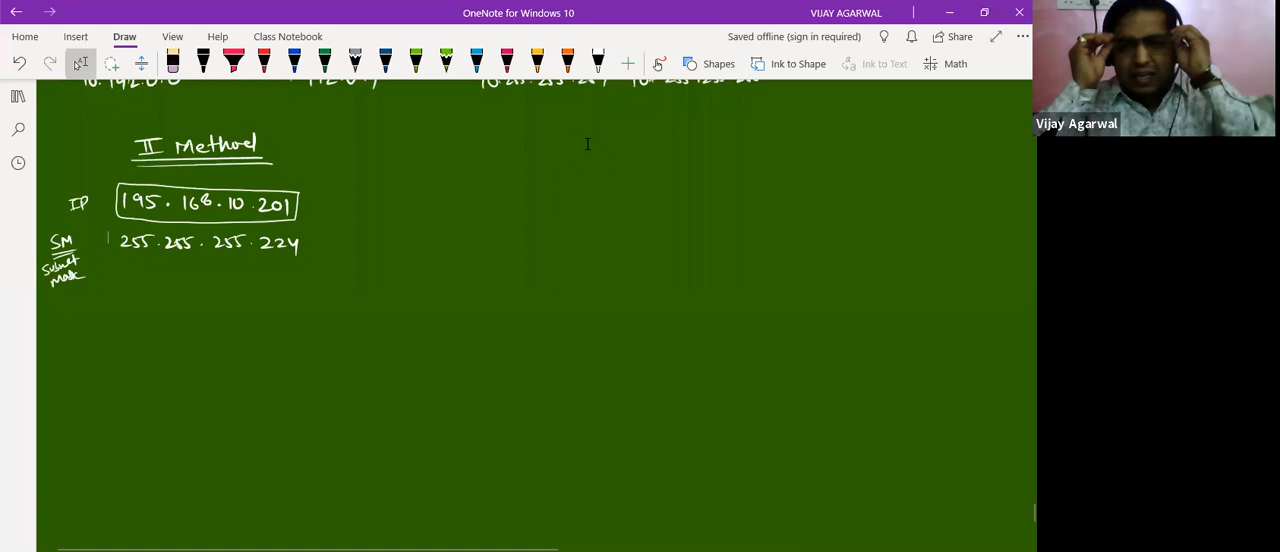 OneNote for Windows 10
VIJAY AGARWAL
Home Insert Draw View Help Class Notebook
Saved offline (sign in required)
Share
Shapes
Ink to Shape
Ink to Text
Math
Vijay Agarwal
II Method
IP 195.168.10.201
SM 255.255.255.224
Subnet
Mask